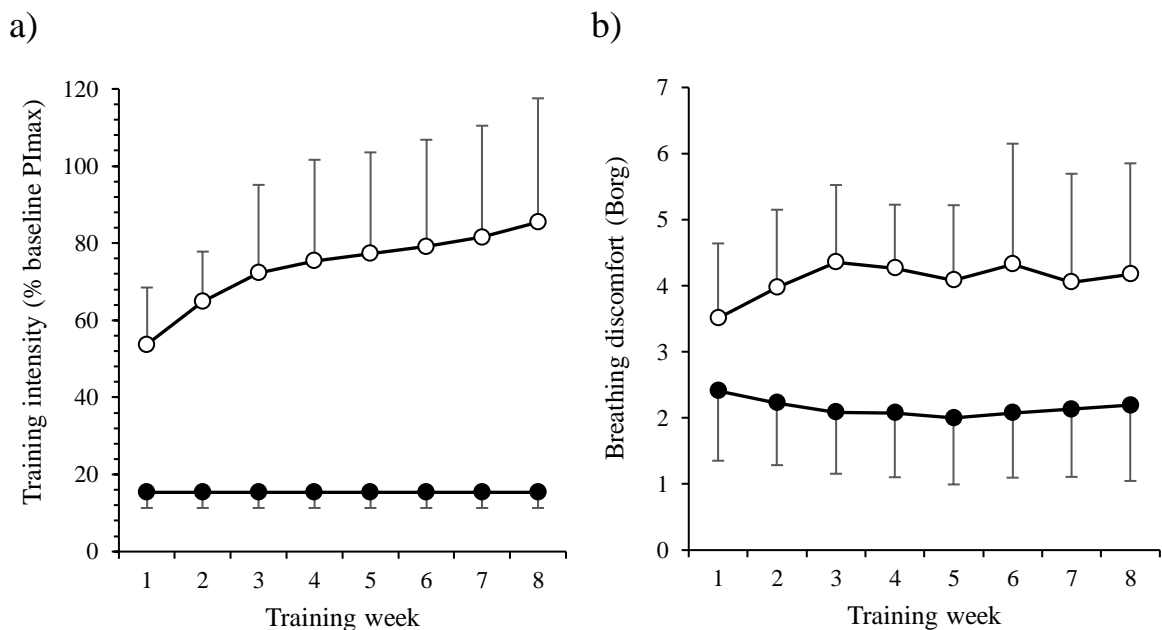 a)
Training intensity (% baseline PImax)
120
100
80
60
40
20
0
1 2 3 4 5 6 7 8
Training week
b)
Breathing discomfort (Borg)
7
6
5
4
3
2
1
0
1 2 3 4 5 6 7 8
Training week